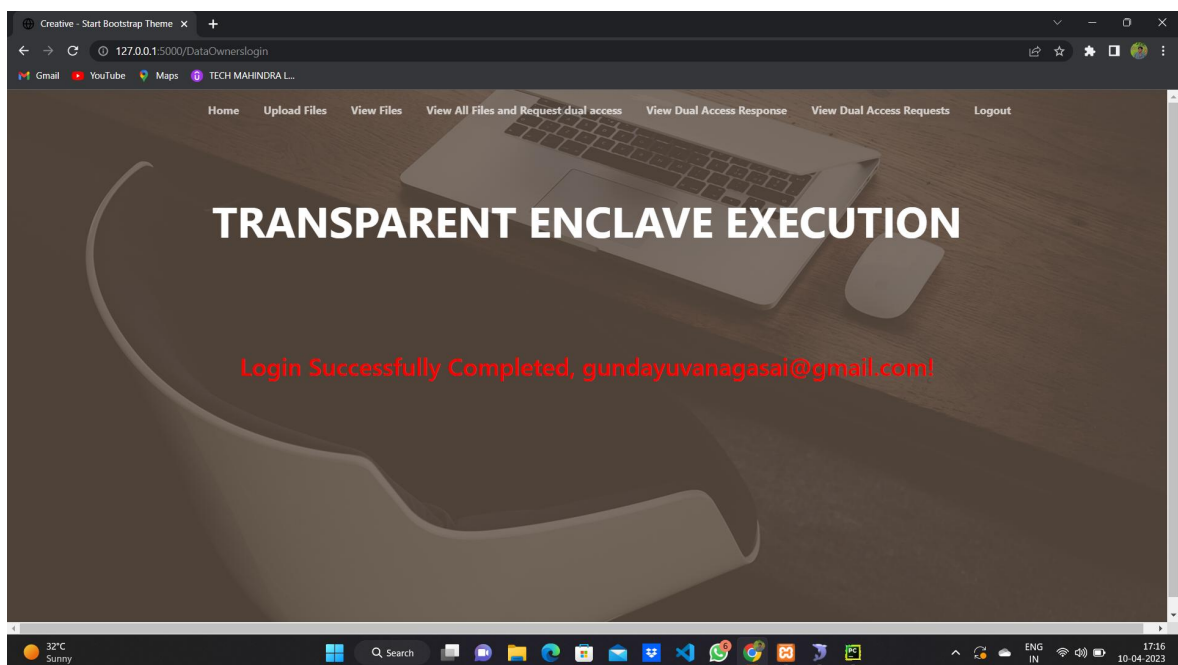 Creative - Start Bootstrap Theme
127.0.0.1:5000/DataOwnerslogin
Gmail YouTube Maps TECH MAHINDRA L...
Home Upload Files View Files View All Files and Request dual access View Dual Access Response View Dual Access Requests Logout
TRANSPARENT ENCLAVE EXECUTION
Login Successfully Completed, gundayuvanagasai@gmail.com!
32°C
Sunny
Search
6
PC
ENG
IN
17:16
10-04-2023